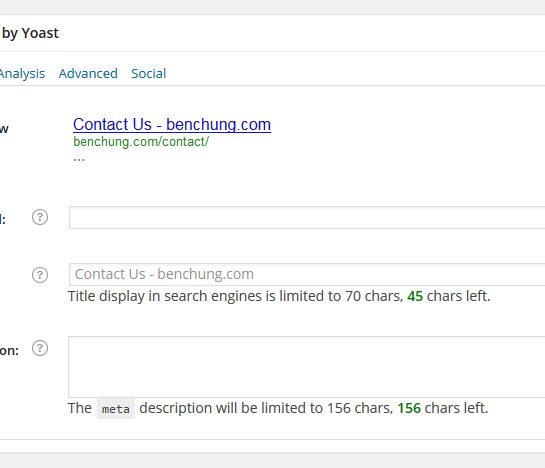 by Yoast
Analysis Advanced Social
w Contact Us - benchung.com
benchung.com/contact/
...
: ?
? Contact Us - benchung.com
Title display in search engines is limited to 70 chars, 45 chars left.
on: ?
The meta description will be limited to 156 chars, 156 chars left.